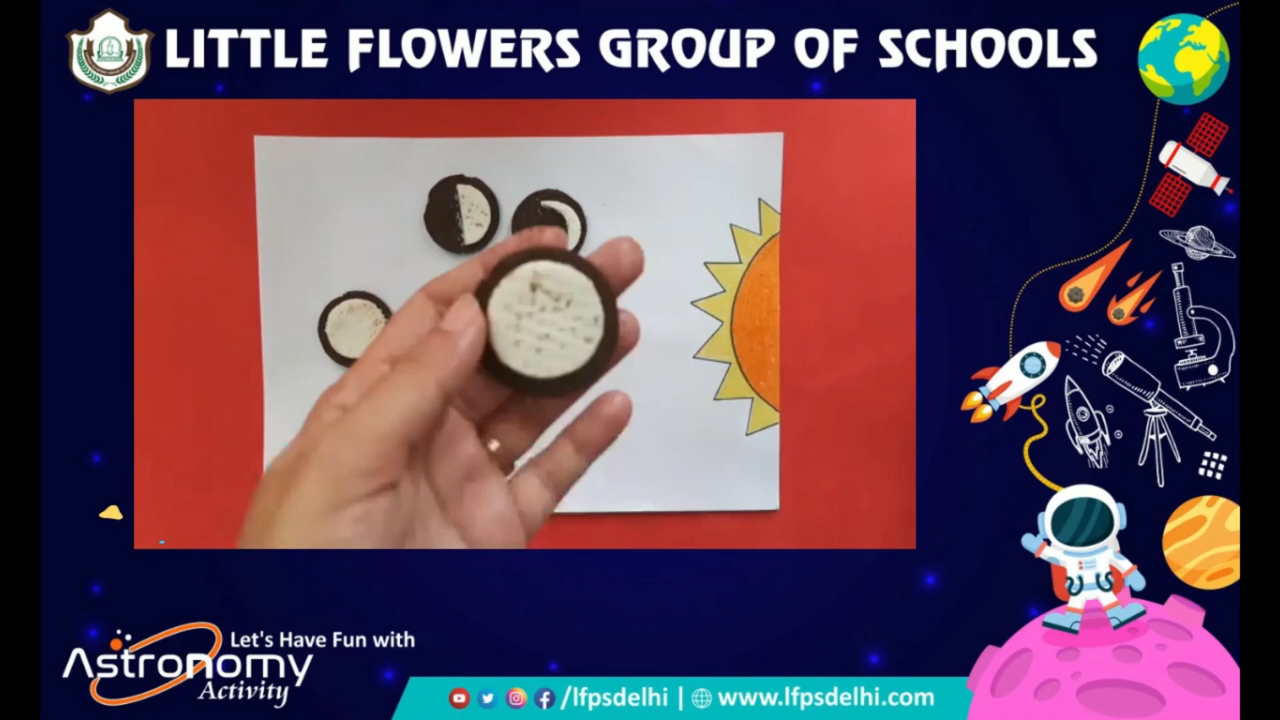 LITTLE FLOWERS GROUP OF SCHOOLS
Let's Have Fun with
Astronomy
Activity
/lfpsdelhi | www.lfpsdelhi.com